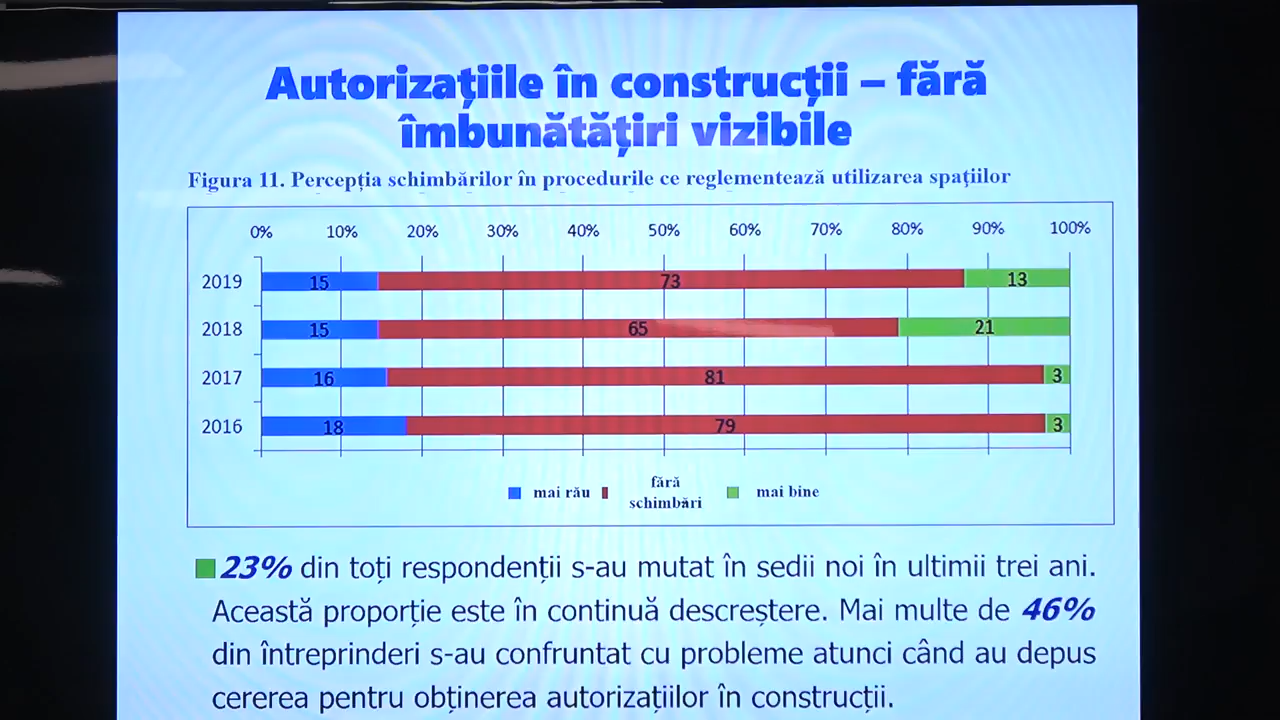 Autorizațiile în construcții – fără
îmbunătățiri vizibile
Figura 11. Percepția schimbărilor în procedurile ce reglementează utilizarea spațiilor
0% 10% 20% 30% 40% 50% 60% 70% 80% 90% 100%
2019 15 73 13
2018 15 65 21
2017 16 81 3
2016 18 79 3
mai rău fără schimbări mai bine
23% din toți respondenții s-au mutat în sedii noi în ultimii trei ani.
Această proporție este în continuă descreștere. Mai multe de 46%
din întreprinderi s-au confruntat cu probleme atunci când au depus
cererea pentru obținerea autorizațiilor în construcții.